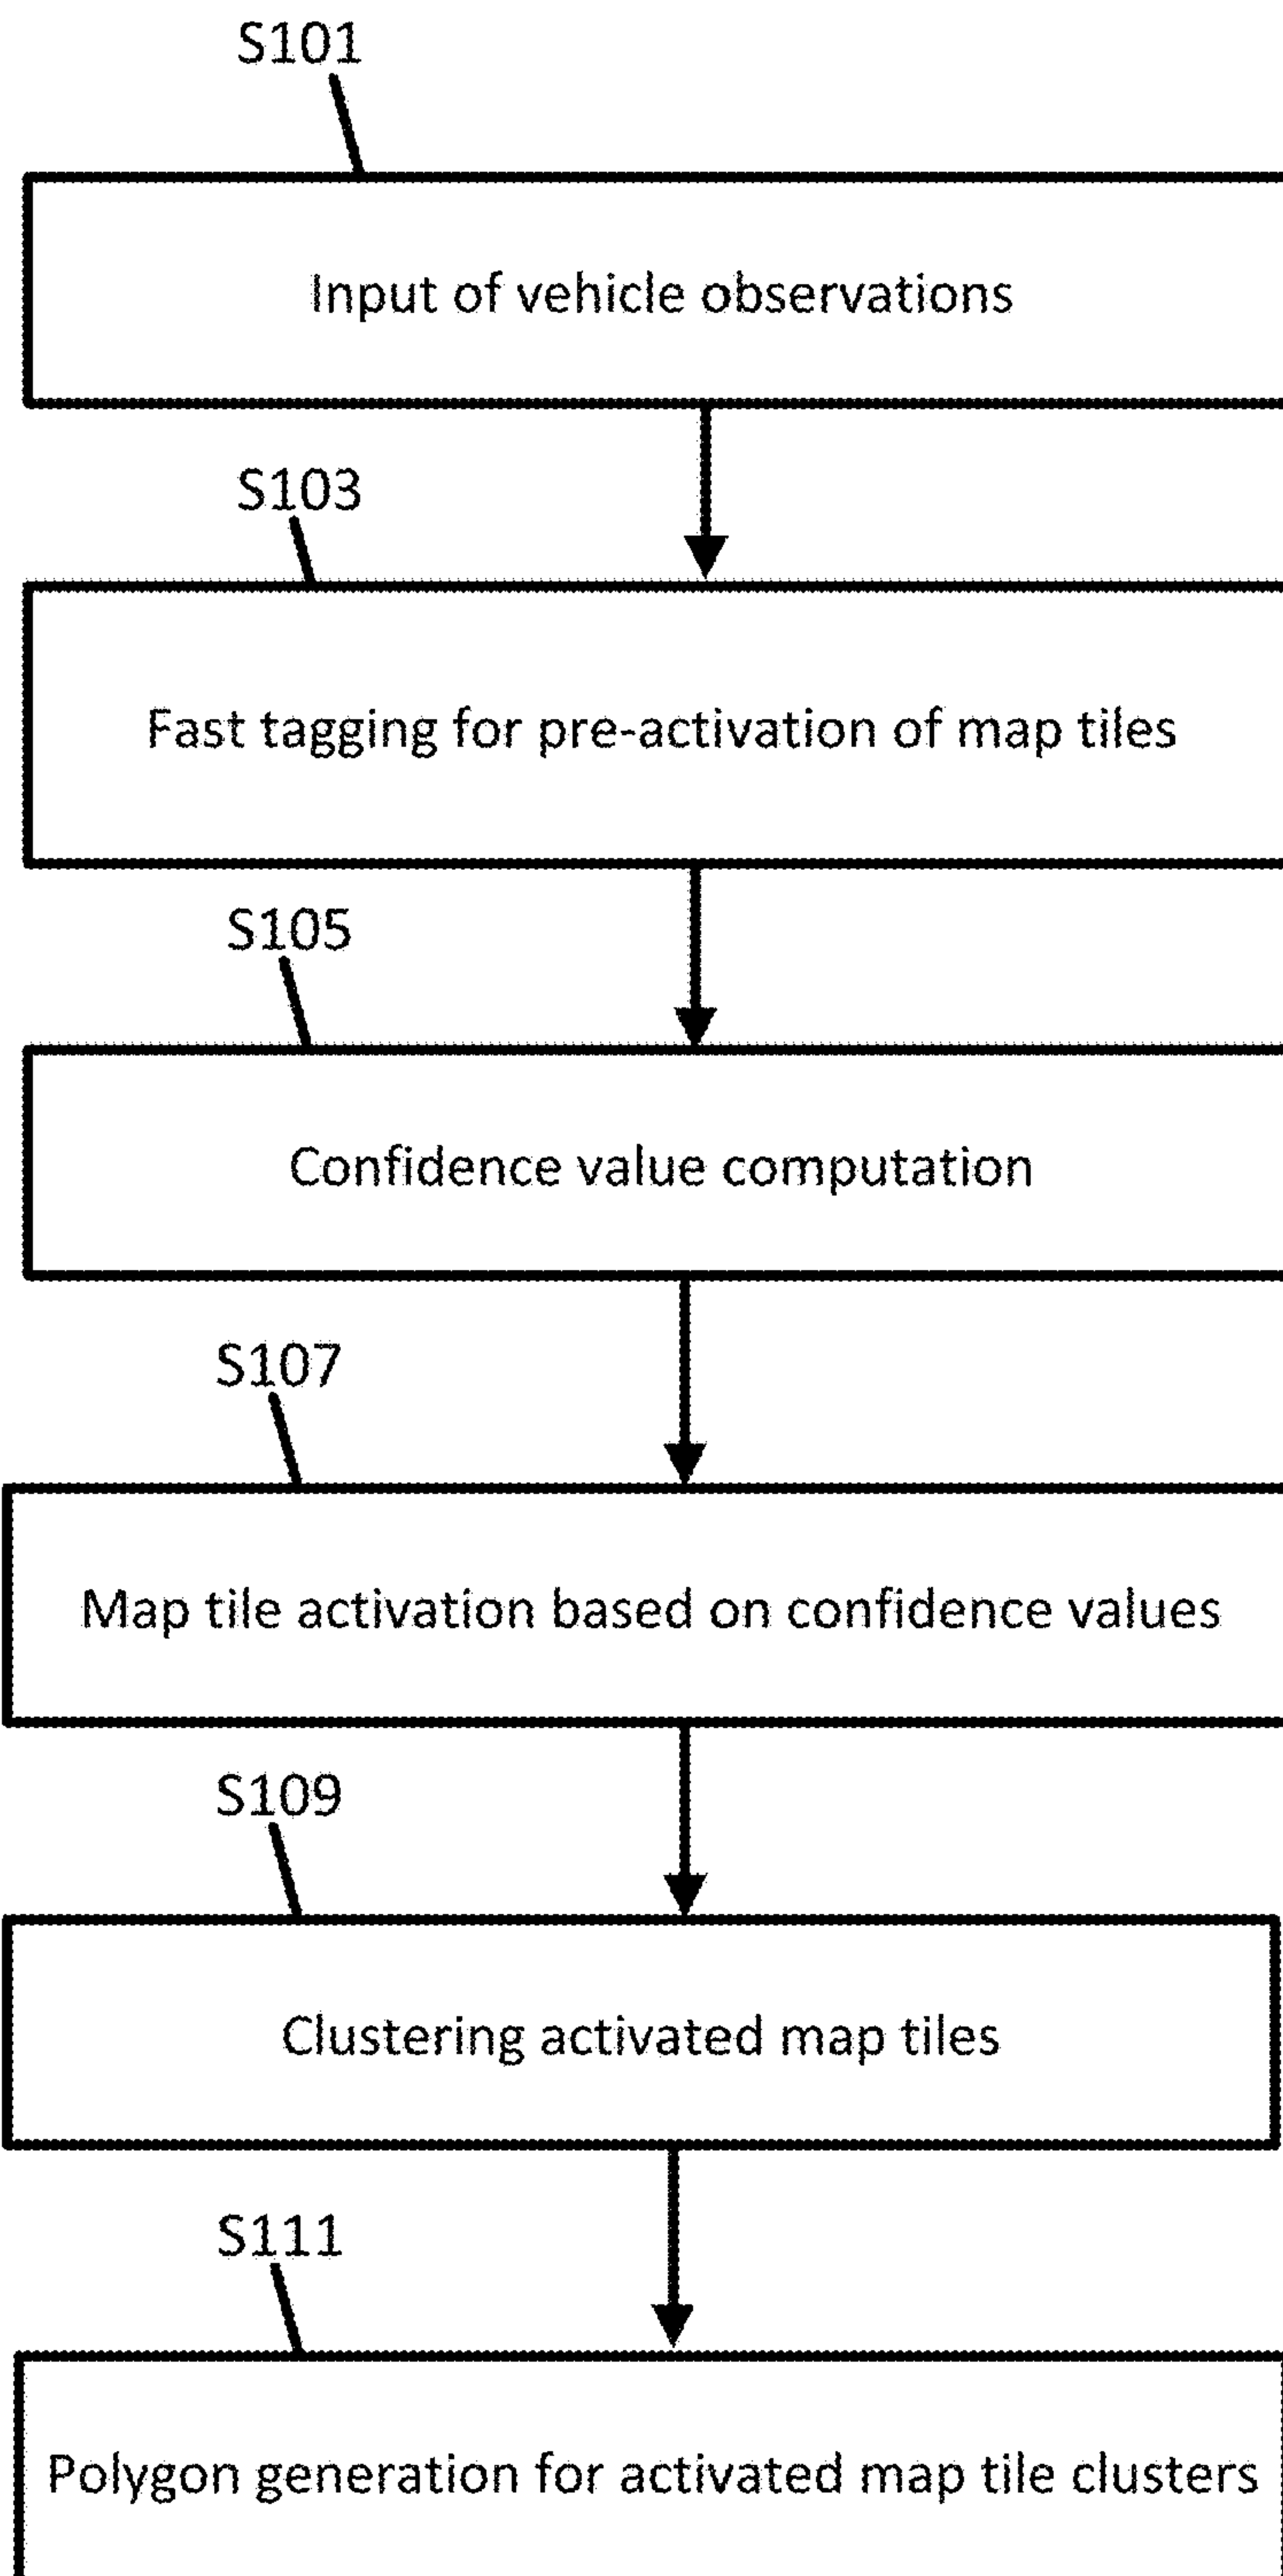 S101
Input of vehicle observations
S103
Fast tagging for pre-activation of map tiles
S105
Confidence value computation
S107
Map tile activation based on confidence values
S109
Clustering activated map tiles
S111
Polygon generation for activated map tile clusters